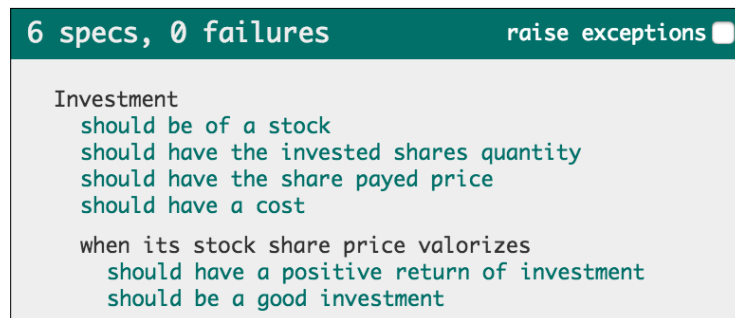 6 specs, 0 failures
raise exceptions
Investment
should be of a stock
should have the invested shares quantity
should have the share payed price
should have a cost
when its stock share price valorizes
should have a positive return of investment
should be a good investment